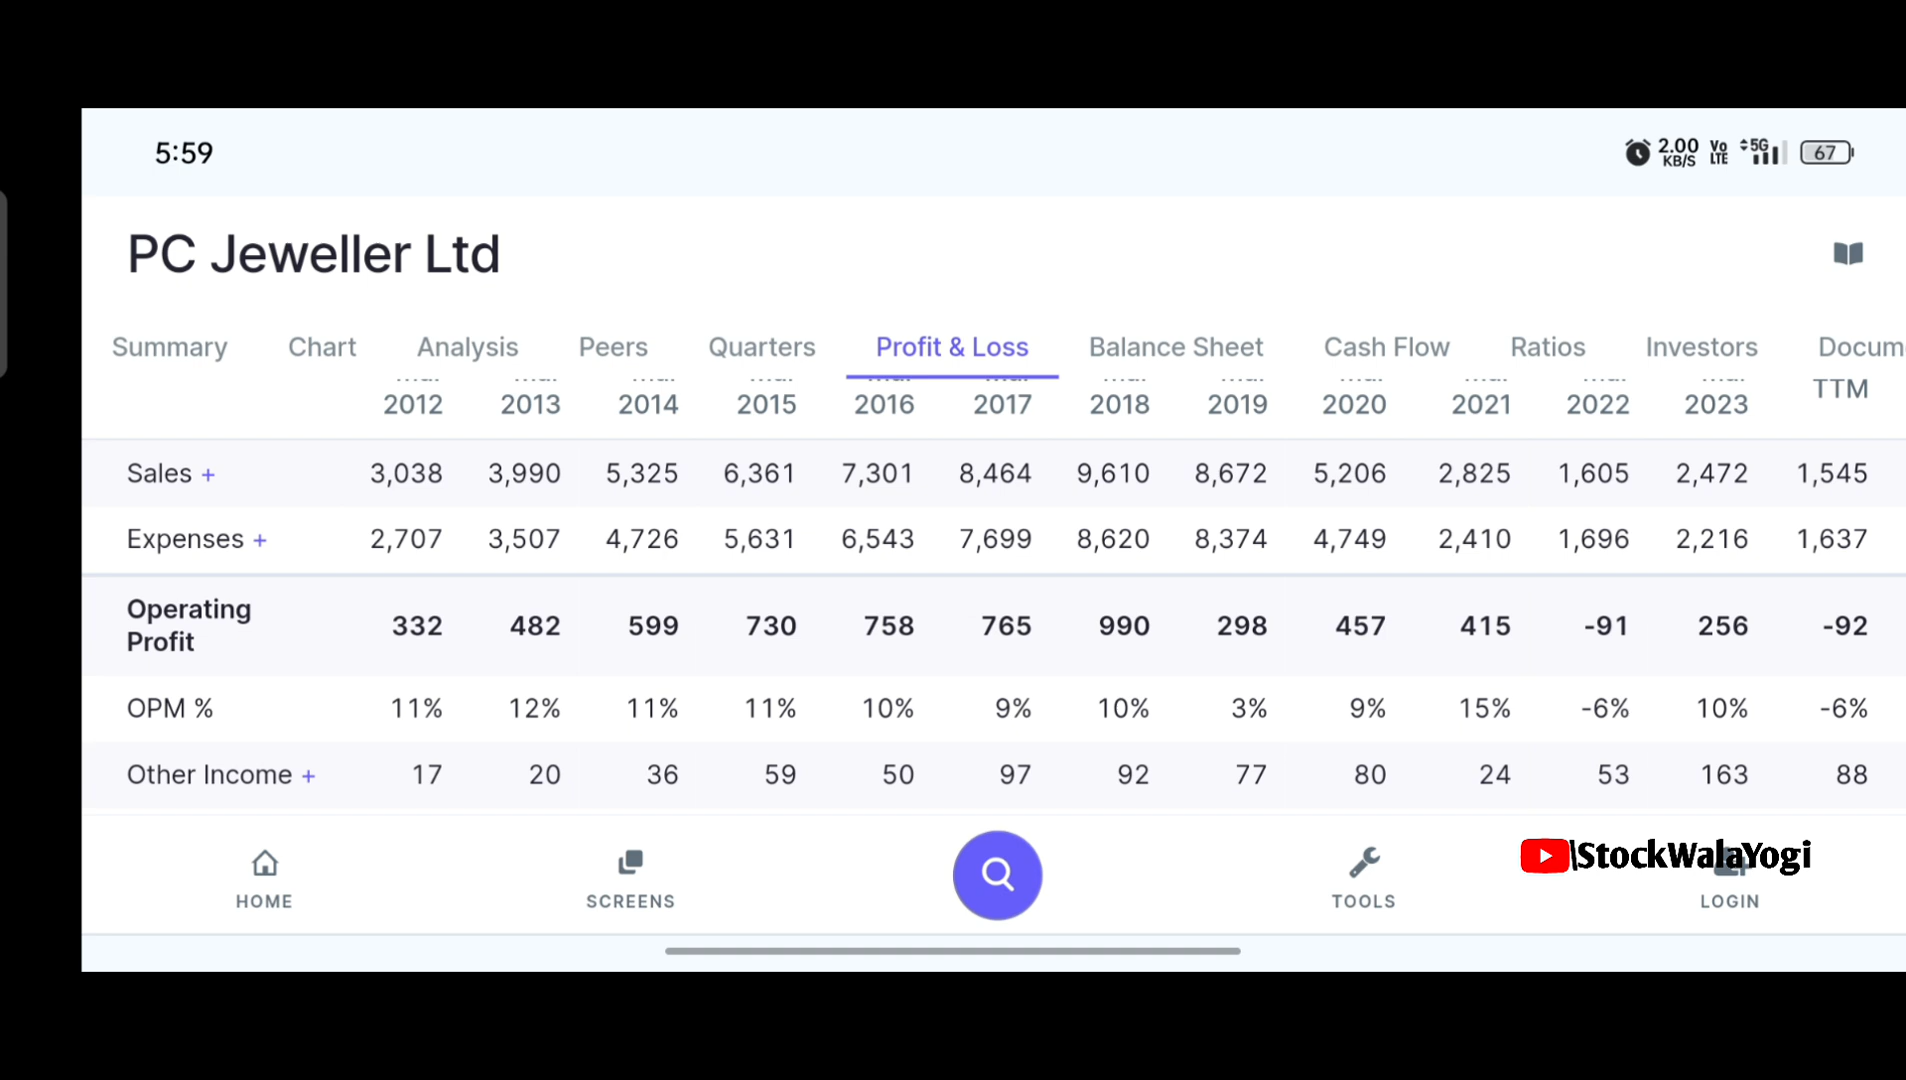 5:59
2.00 KB/S Vo LTE 5G 67
PC Jeweller Ltd
Summary Chart Analysis Peers Quarters Profit & Loss Balance Sheet Cash Flow Ratios Investors Docum
2012 2013 2014 2015 2016 2017 2018 2019 2020 2021 2022 2023 TTM
Sales + 3,038 3,990 5,325 6,361 7,301 8,464 9,610 8,672 5,206 2,825 1,605 2,472 1,545
Expenses + 2,707 3,507 4,726 5,631 6,543 7,699 8,620 8,374 4,749 2,410 1,696 2,216 1,637
Operating Profit 332 482 599 730 758 765 990 298 457 415 -91 256 -92
OPM % 11% 12% 11% 11% 10% 9% 10% 3% 9% 15% -6% 10% -6%
Other Income + 17 20 36 59 50 97 92 77 80 24 53 163 88
\StockWalaYogi
HOME SCREENS TOOLS LOGIN